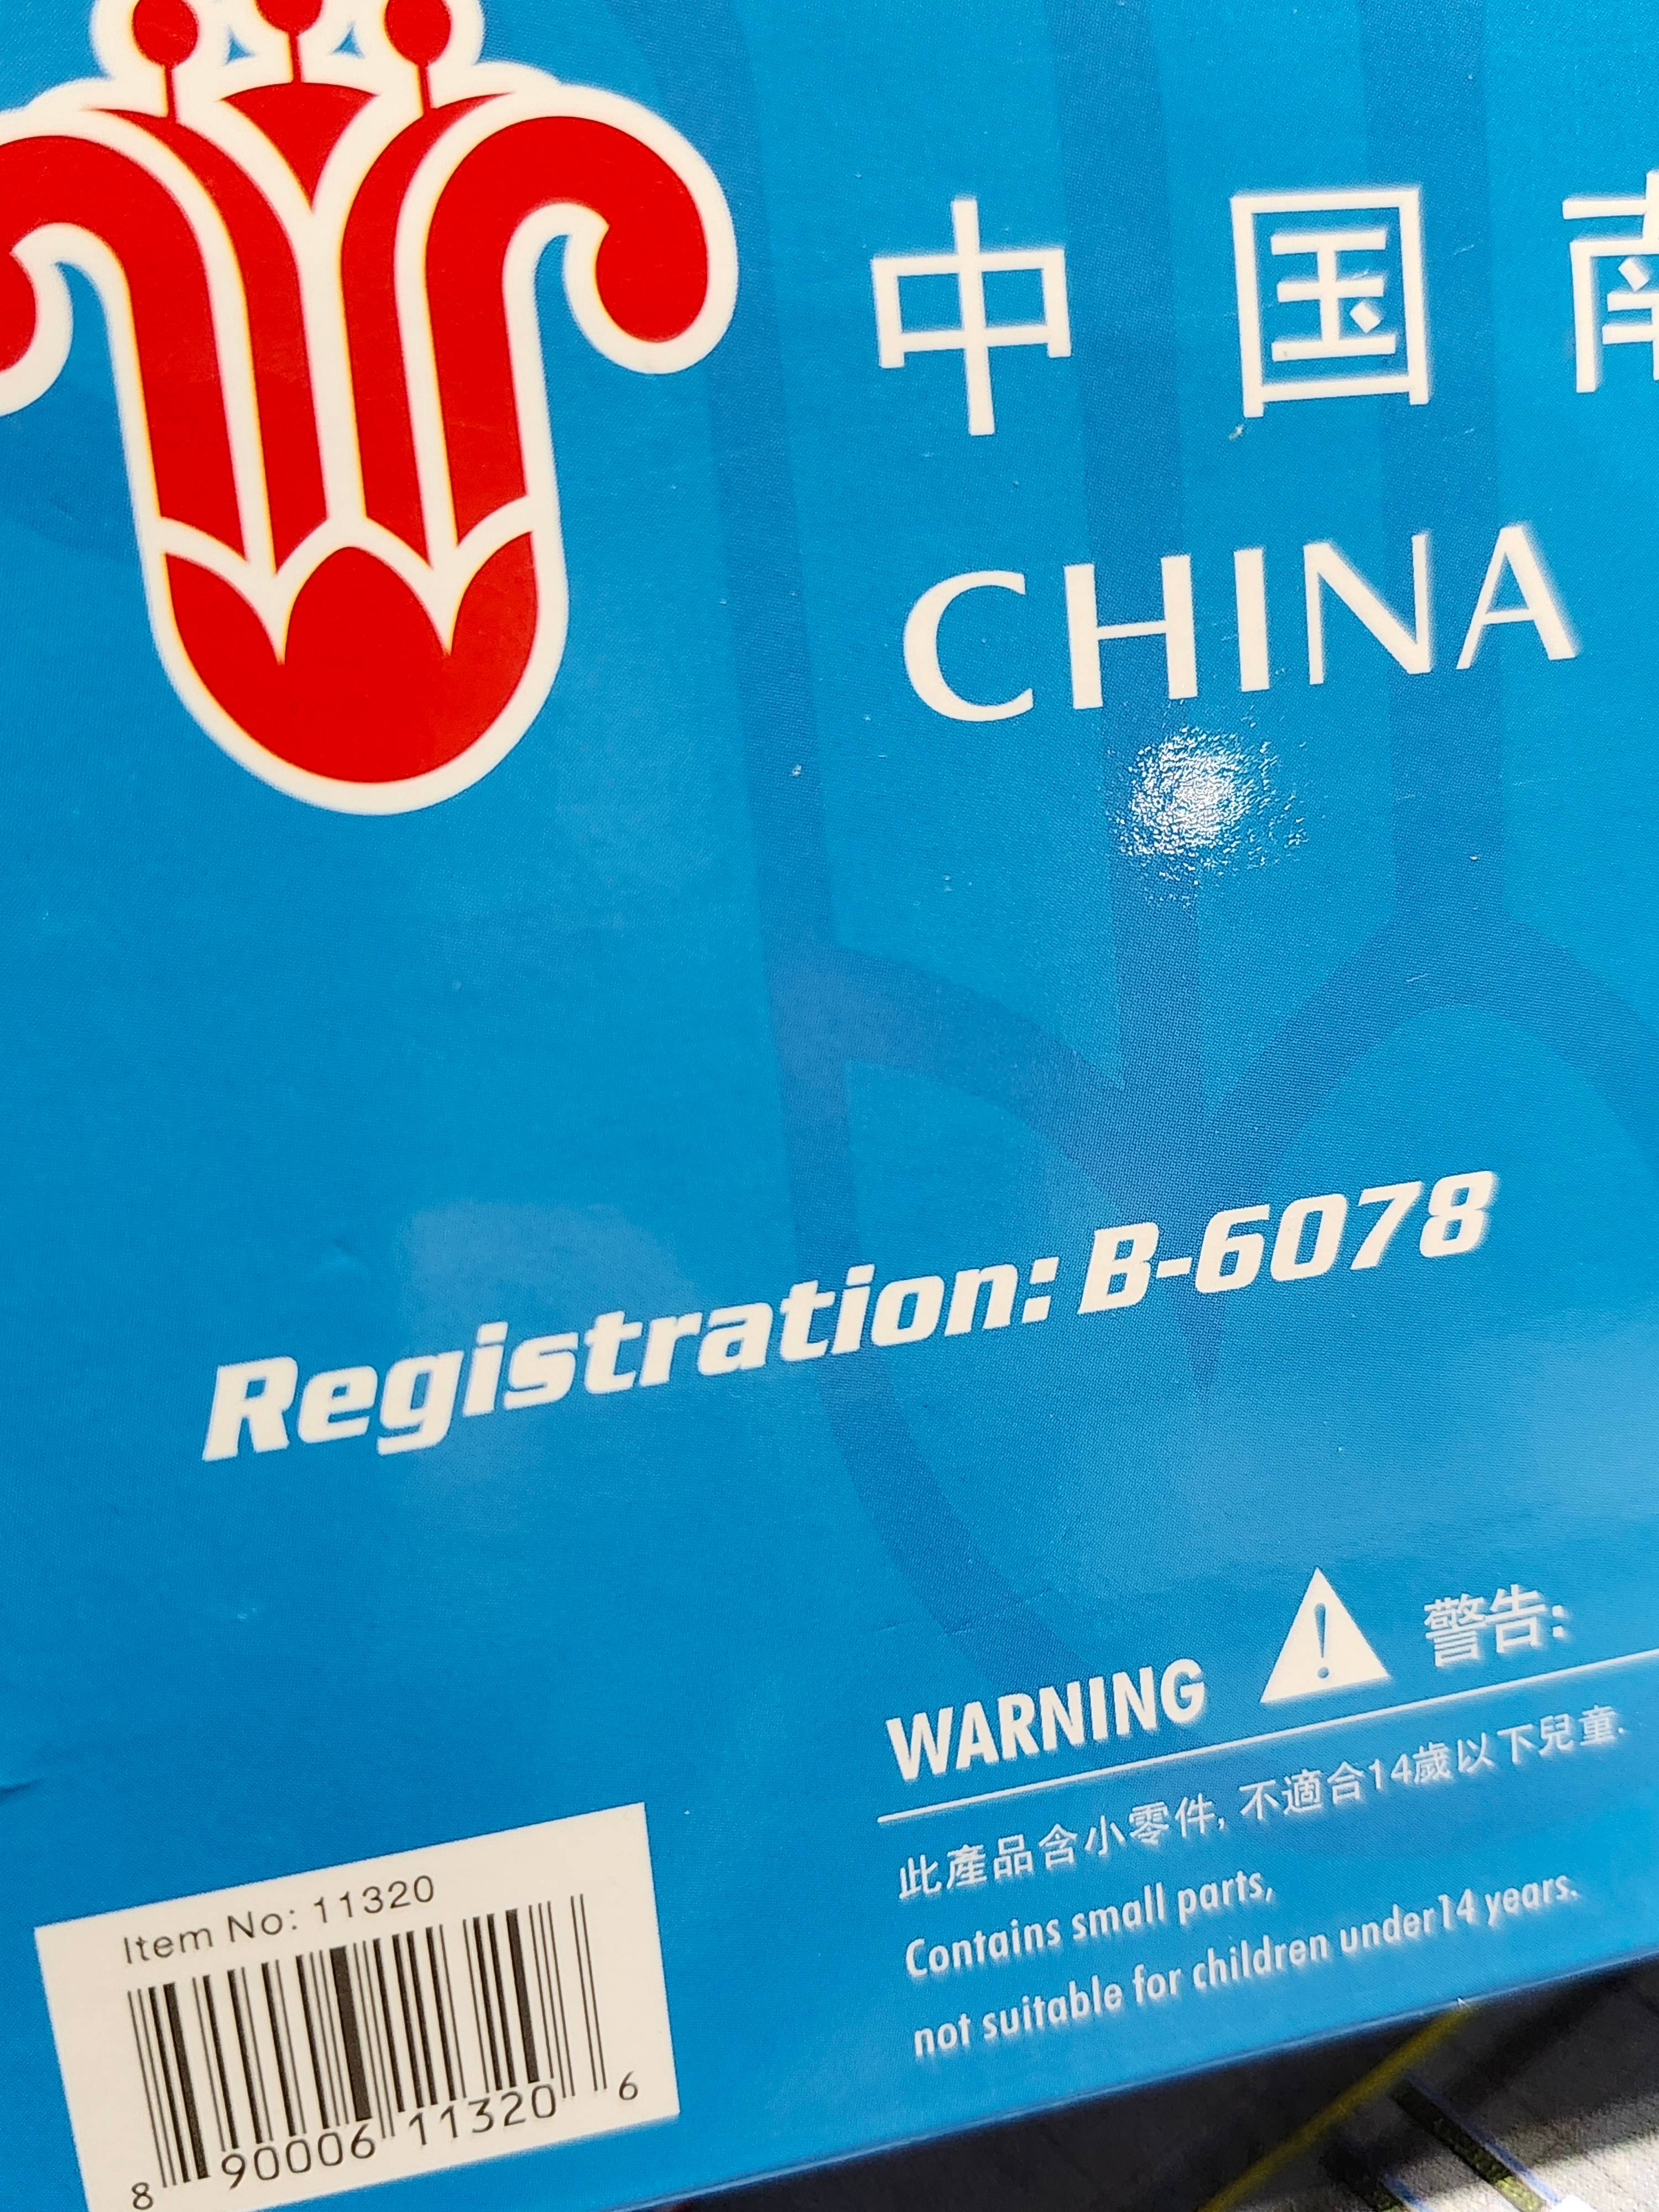 中国南
CHINA
Registration: B-6078
WARNING 警告:
此產品含小零件, 不適合14歲以下兒童.
Contains small parts,
not suitable for children under14 years.
Item No: 11320
8 90006 11320 6